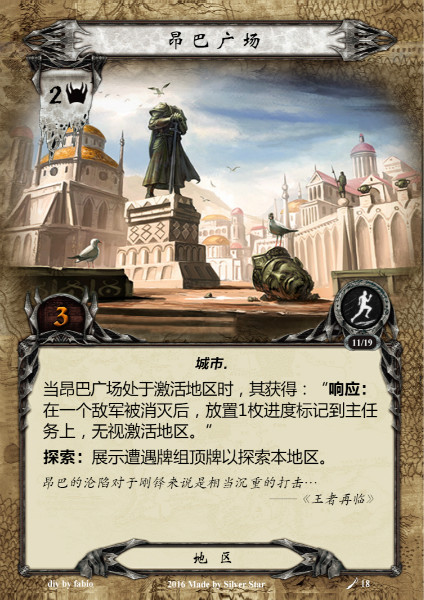 昂巴广场
2
3
11/19
城市.
当昂巴广场处于激活地区时，其获得：“响应：
在一个敌军被消灭后，放置1枚进度标记到主任
务上，无视激活地区。“
探索：展示遭遇牌组顶牌以探索本地区。
昂巴的沦陷对于刚铎来说是相当沉重的打击…
——《王者再临》
地 区
diy by fabio
2016 Made by Silver Star
18